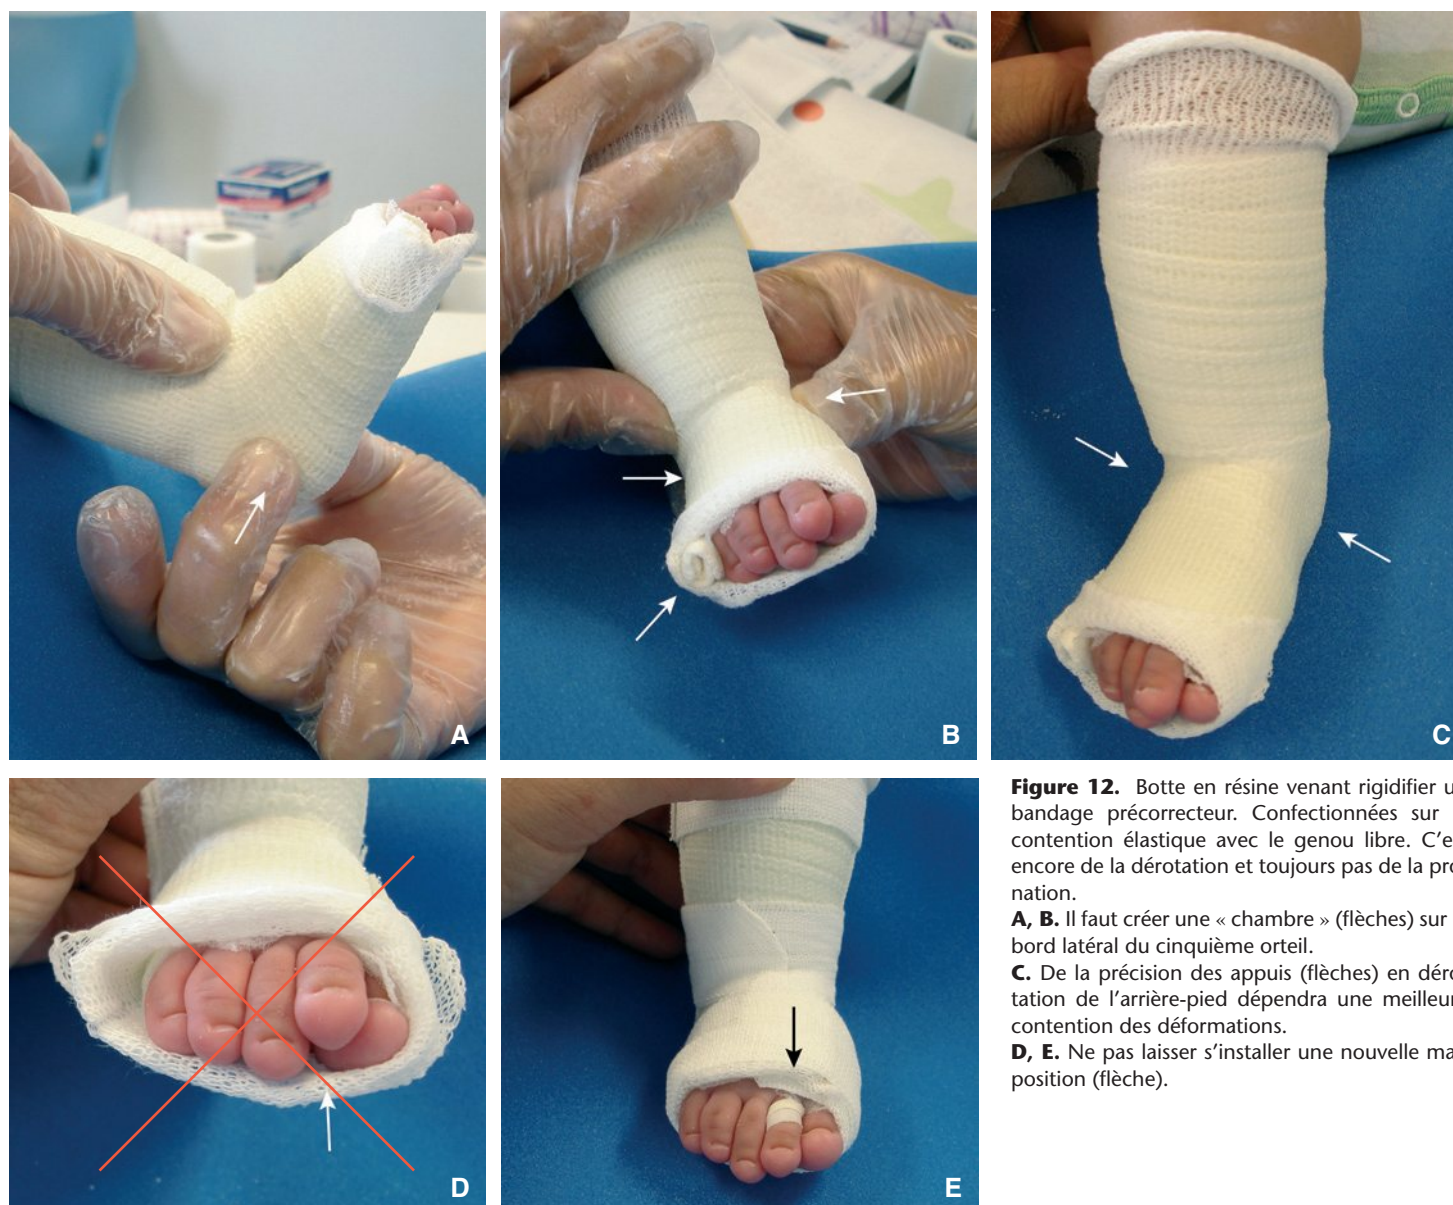 A
B
C
D
E
Figure 12. Botte en résine venant rigidifier u
bandage précorrecteur. Confectionnées sur
contention élastique avec le genou libre. C’e
encore de la dérotation et toujours pas de la pro
nation.
A, B. Il faut créer une « chambre » (flèches) sur
bord latéral du cinquième orteil.
C. De la précision des appuis (flèches) en déro
tation de l’arrière-pied dépendra une meilleur
contention des déformations.
D, E. Ne pas laisser s’installer une nouvelle ma
position (flèche).